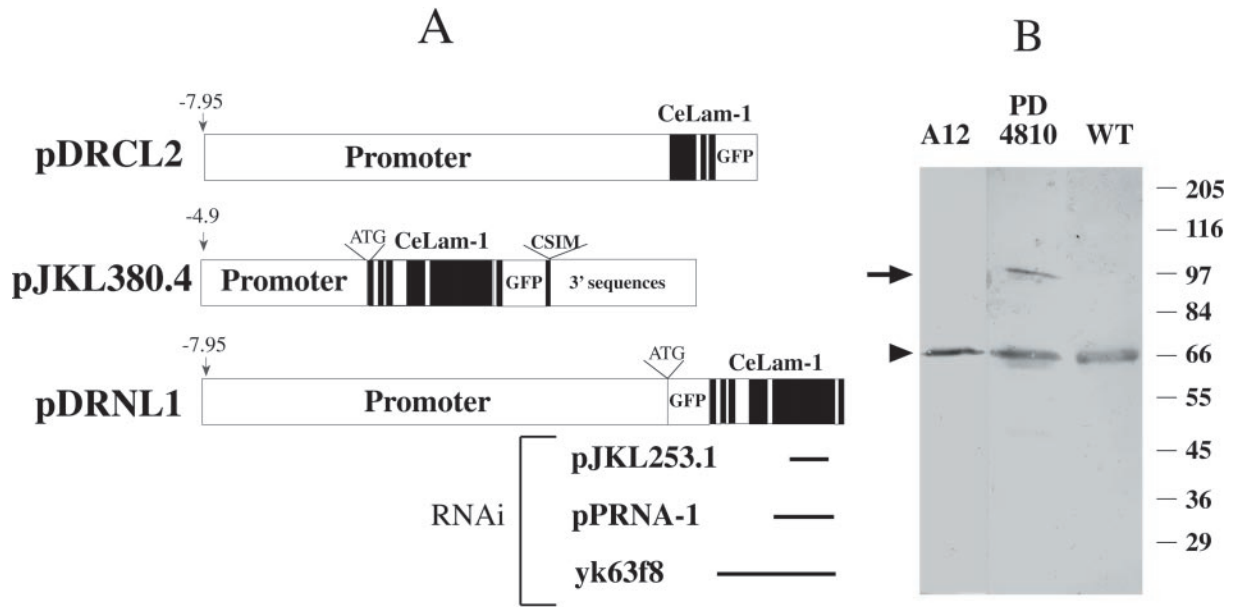 A
B
-7.95
CeLam-1
pDRCL2
Promoter
GFP
-4.9
ATG
CeLam-1
CSIM
pJKL380.4
Promoter
GFP
3' sequences
-7.95
ATG
CeLam-1
pDRNL1
Promoter
GFP
RNAi
pJKL253.1
pPRNA-1
yk63f8
A12
PD
4810
WT
205
116
97
84
66
55
45
36
29